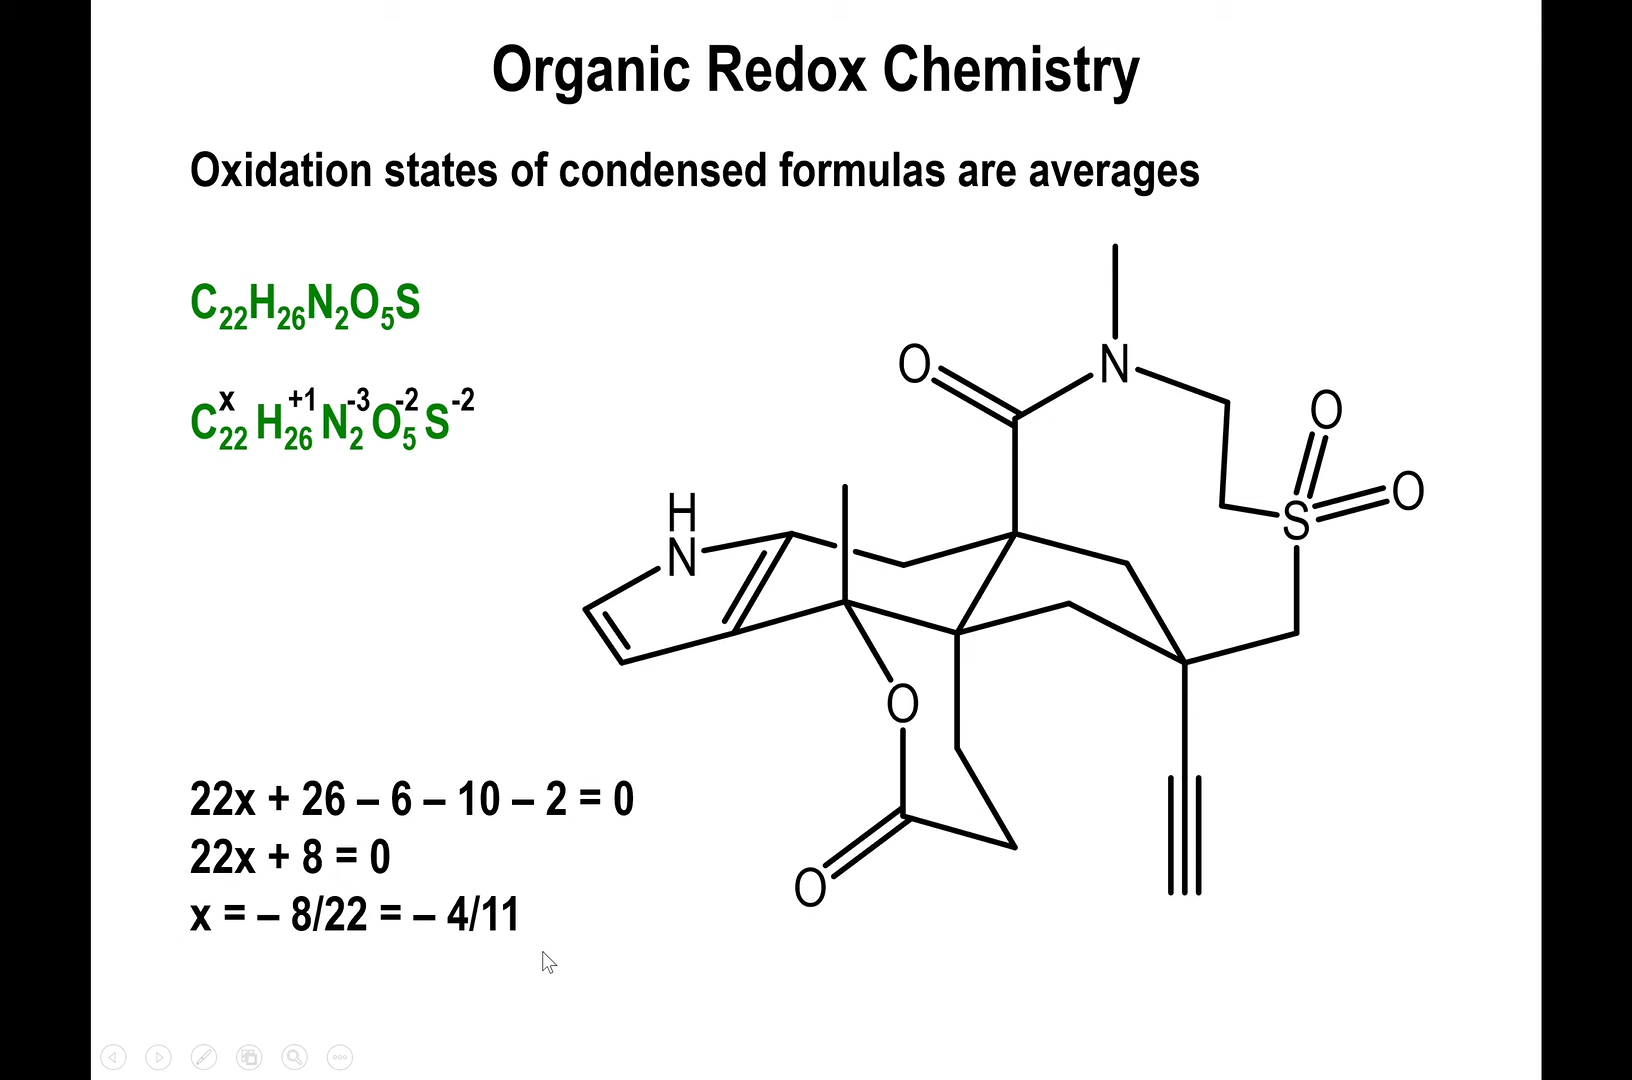 Organic Redox Chemistry
Oxidation states of condensed formulas are averages
C₂₂H₂₆N₂O₅S
C₂₂ˣ H₂₆⁺¹ N₂⁻³ O₅⁻² S⁻²
N
O
O
H
N
S
O
O
O
22x + 26 – 6 – 10 – 2 = 0
22x + 8 = 0
O
x = – 8/22 = – 4/11